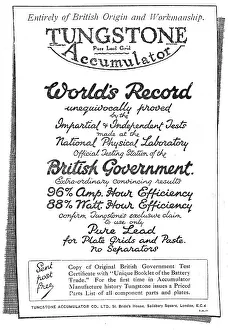 Entirely of British Origin and Workmanship.
TUNGSTONE
Pure Lead Grid
Accumulator
World's Record
unequivocally proved
by the
Impartial & Independent Tests
made at the
National Physical Laboratory
Official Testing Station of the
British Government.
Extra-ordinary convincing results
96% Amp. Hour Efficiency
88% Watt. Hour Efficiency
confirm Tungstone's exclusive claim
to use only
Pure Lead
for Plate Grids and Paste.
no Separators
Sent
post
free
Copy of Original British Government Test
Certificate with "Unique Booklet of the Battery
Trade." For the first time in Accumulator
Manufacture history Tungstone issues a Priced
Parts List of all component parts and plates.
TUNGSTONE ACCUMULATOR CO., LTD. St. Bride's House, Salisbury Square, London, E.C.4